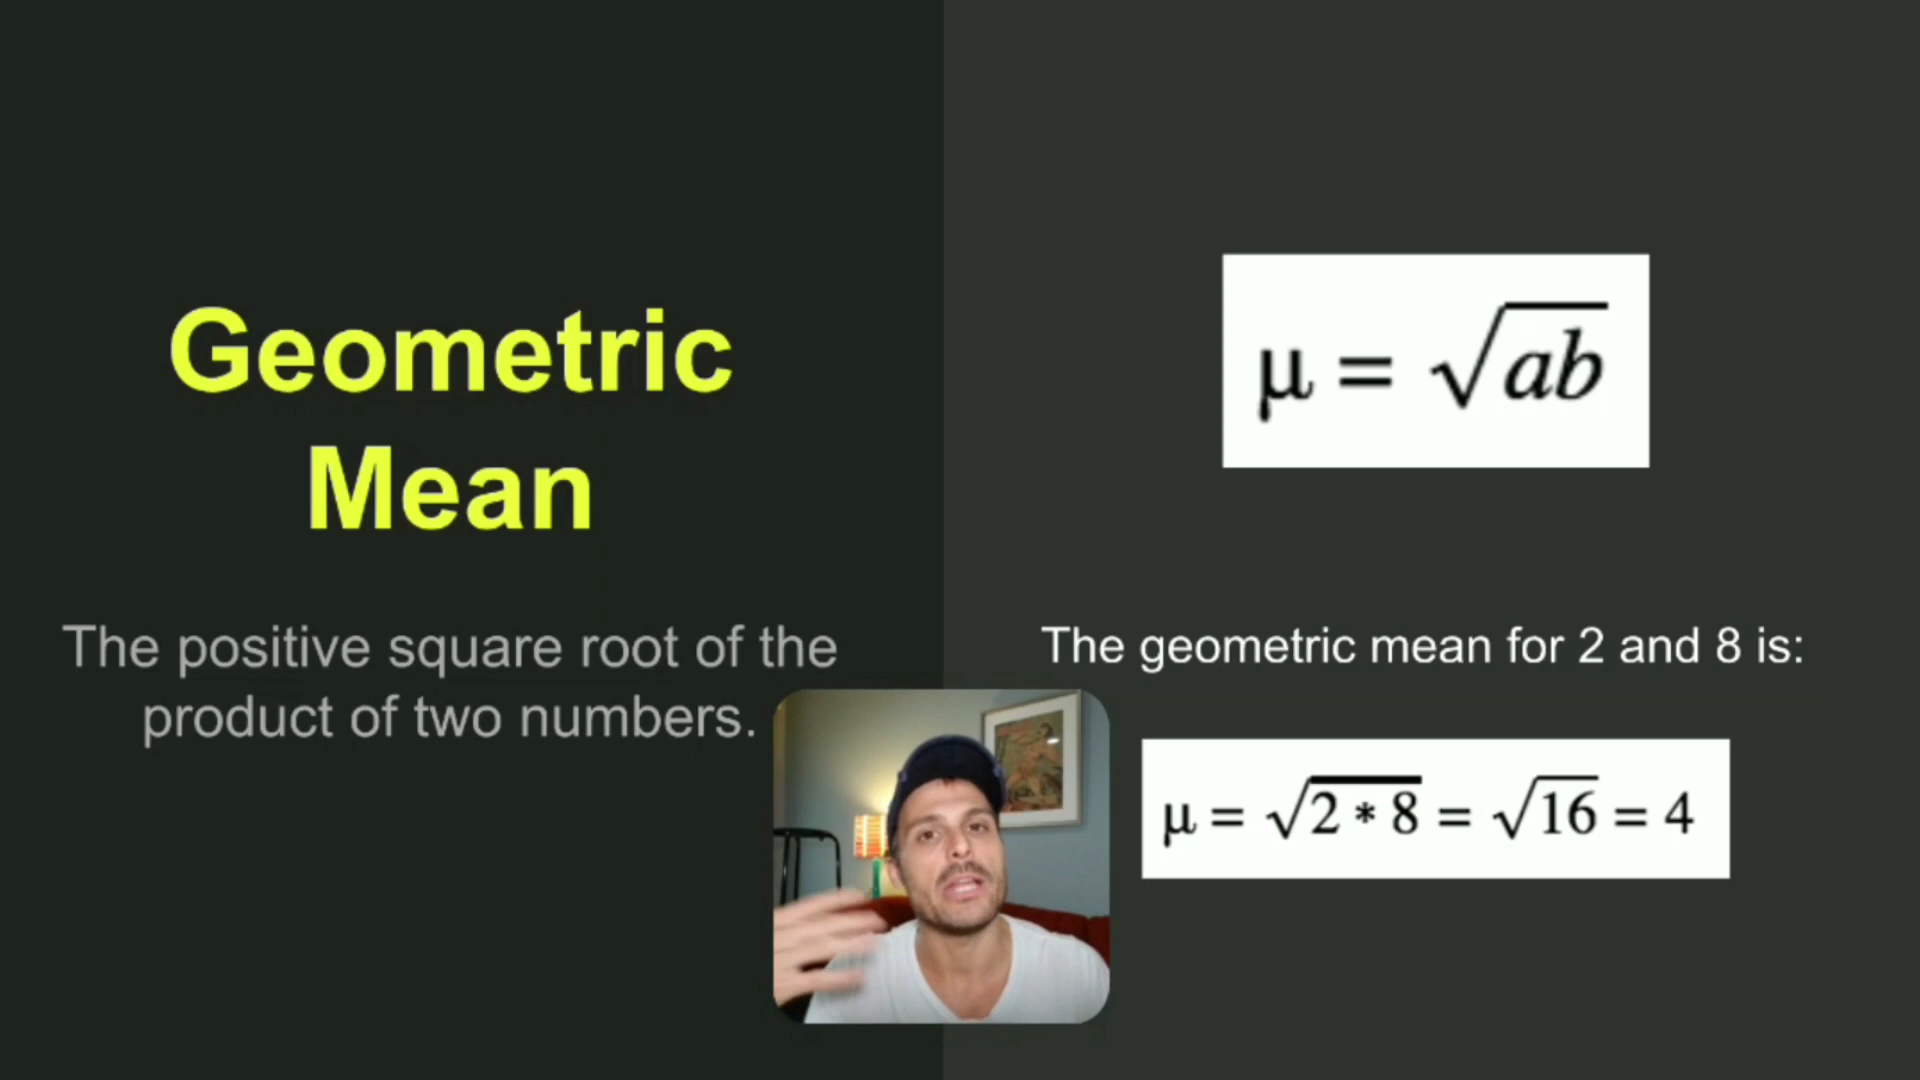 Geometric
Mean
The positive square root of the
product of two numbers.
μ = √ab
The geometric mean for 2 and 8 is:
μ = √2 * 8 = √16 = 4